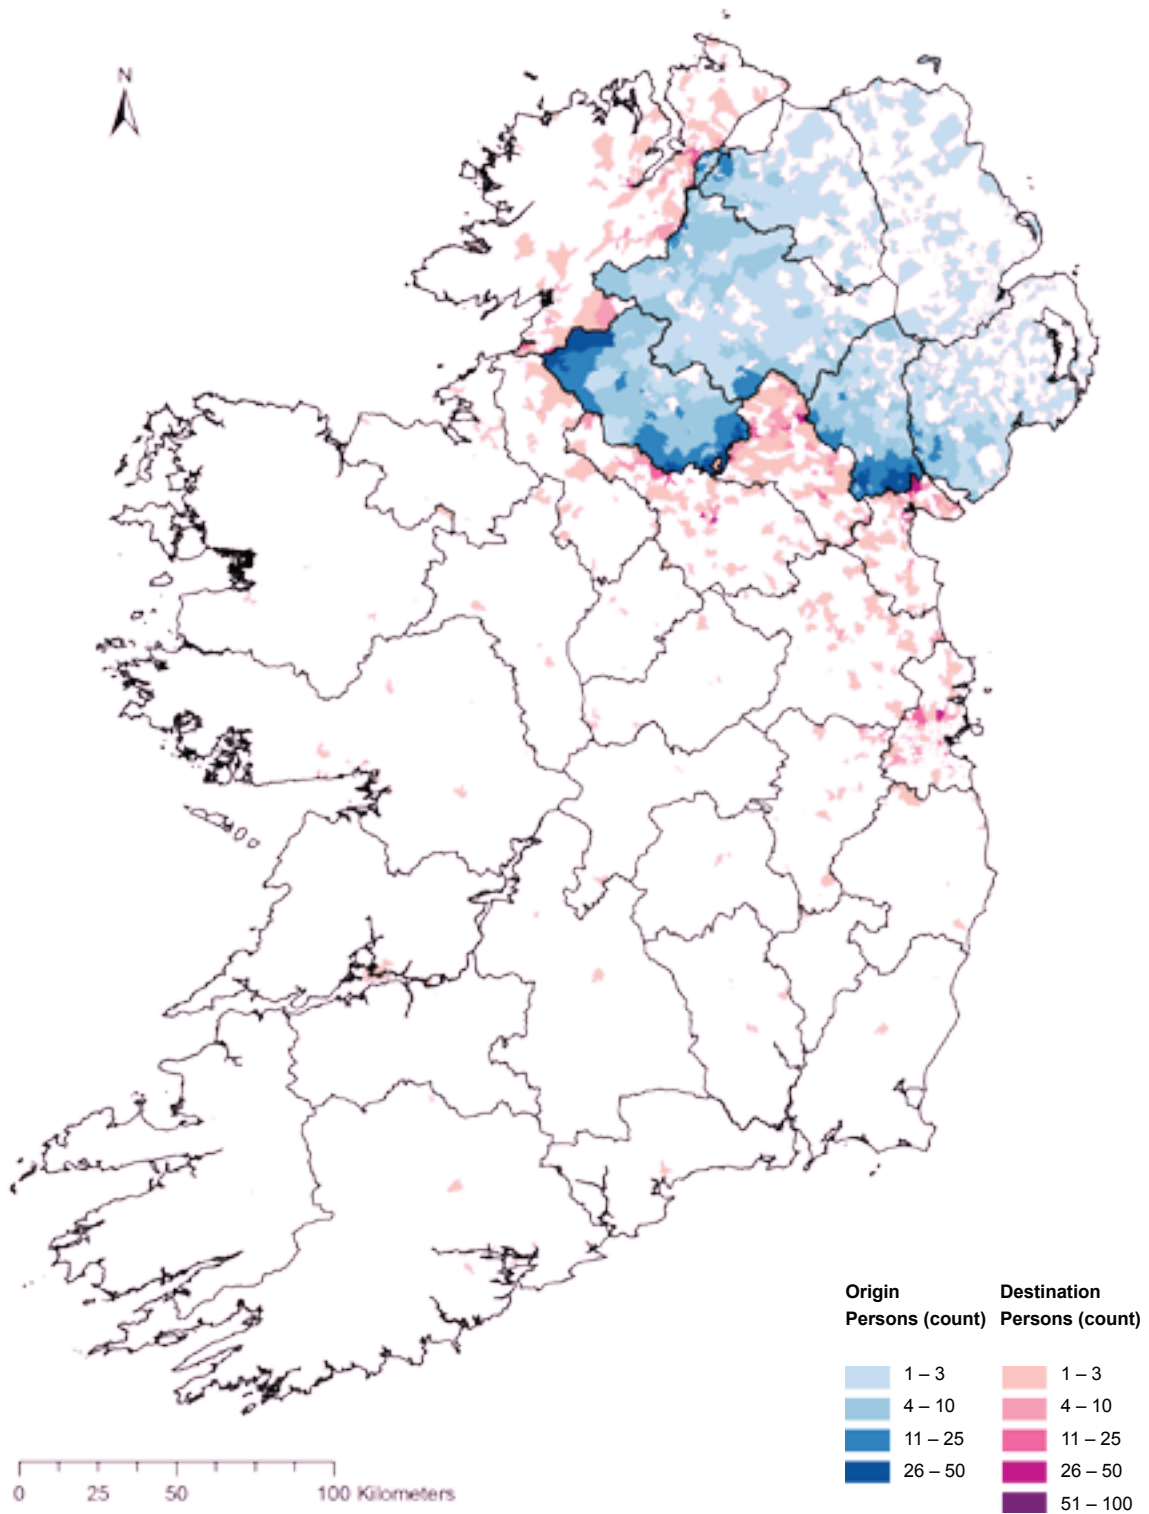 N
Origin Destination
Persons (count) Persons (count)
1 – 3 1 – 3
4 – 10 4 – 10
11 – 25 11 – 25
26 – 50 26 – 50
51 – 100
0 25 50 100 Kilometers